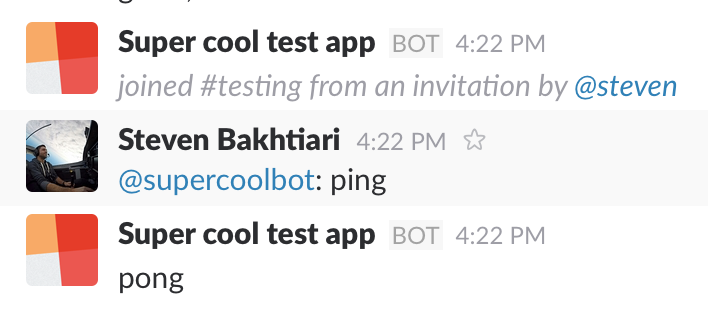 Super cool test app BOT 4:22 PM
joined #testing from an invitation by @steven
Steven Bakhtiari 4:22 PM
@supercoolbot: ping
Super cool test app BOT 4:22 PM
pong